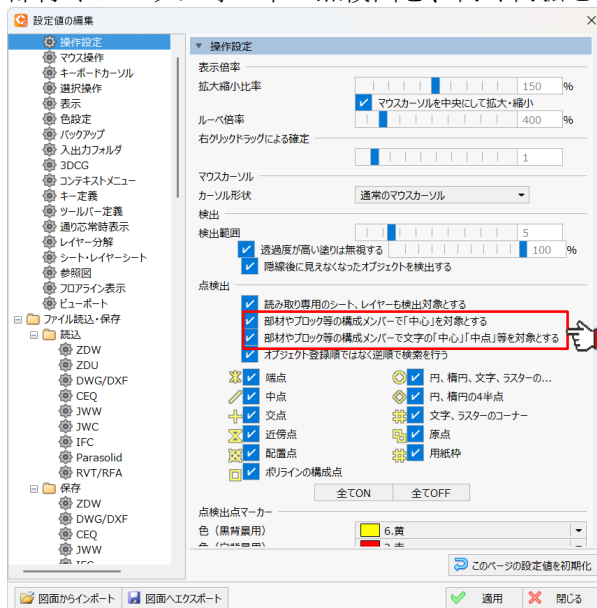 設定値の編集
操作設定
マウス操作
キーボードカーソル
選択操作
表示
色設定
バックアップ
入出力フォルダ
3DCG
コンテキストメニュー
キー定義
ツールバー定義
通り芯常時表示
レイヤー分解
シート・レイヤーシート
参照図
フロアライン表示
ビューポート
ファイル読込・保存
読込
ZDW
ZDU
DWG/DXF
CEQ
JWW
JWC
IFC
Parasolid
RVT/RFA
保存
ZDW
DWG/DXF
CEQ
JWW
操作設定
表示倍率
拡大縮小比率 150 %
マウスカーソルを中央にして拡大・縮小
ルーペ倍率 400 %
右クリックドラッグによる確定
1
マウスカーソル
カーソル形状 通常のマウスカーソル
検出
検出範囲 5
透過度が高い塗りは無視する 100 %
隠線後に見えなくなったオブジェクトを検出する
点検出
読み取り専用のシート、レイヤーも検出対象とする
部材やブロック等の構成メンバーで「中心」を対象とする
部材やブロック等の構成メンバーで文字の「中心」「中点」等を対象とする
オブジェクト登録順ではなく逆順で検索を行う
端点 円、楕円、文字、ラスターの...
中点 円、楕円の4半点
交点 文字、ラスターのコーナー
近傍点 原点
配置点 用紙枠
ポリラインの構成点
全てON 全てOFF
点検出点マーカー
色（黒背景用） 6.黄
このページの設定値を初期化
図面からインポート 図面へエクスポート 適用 閉じる